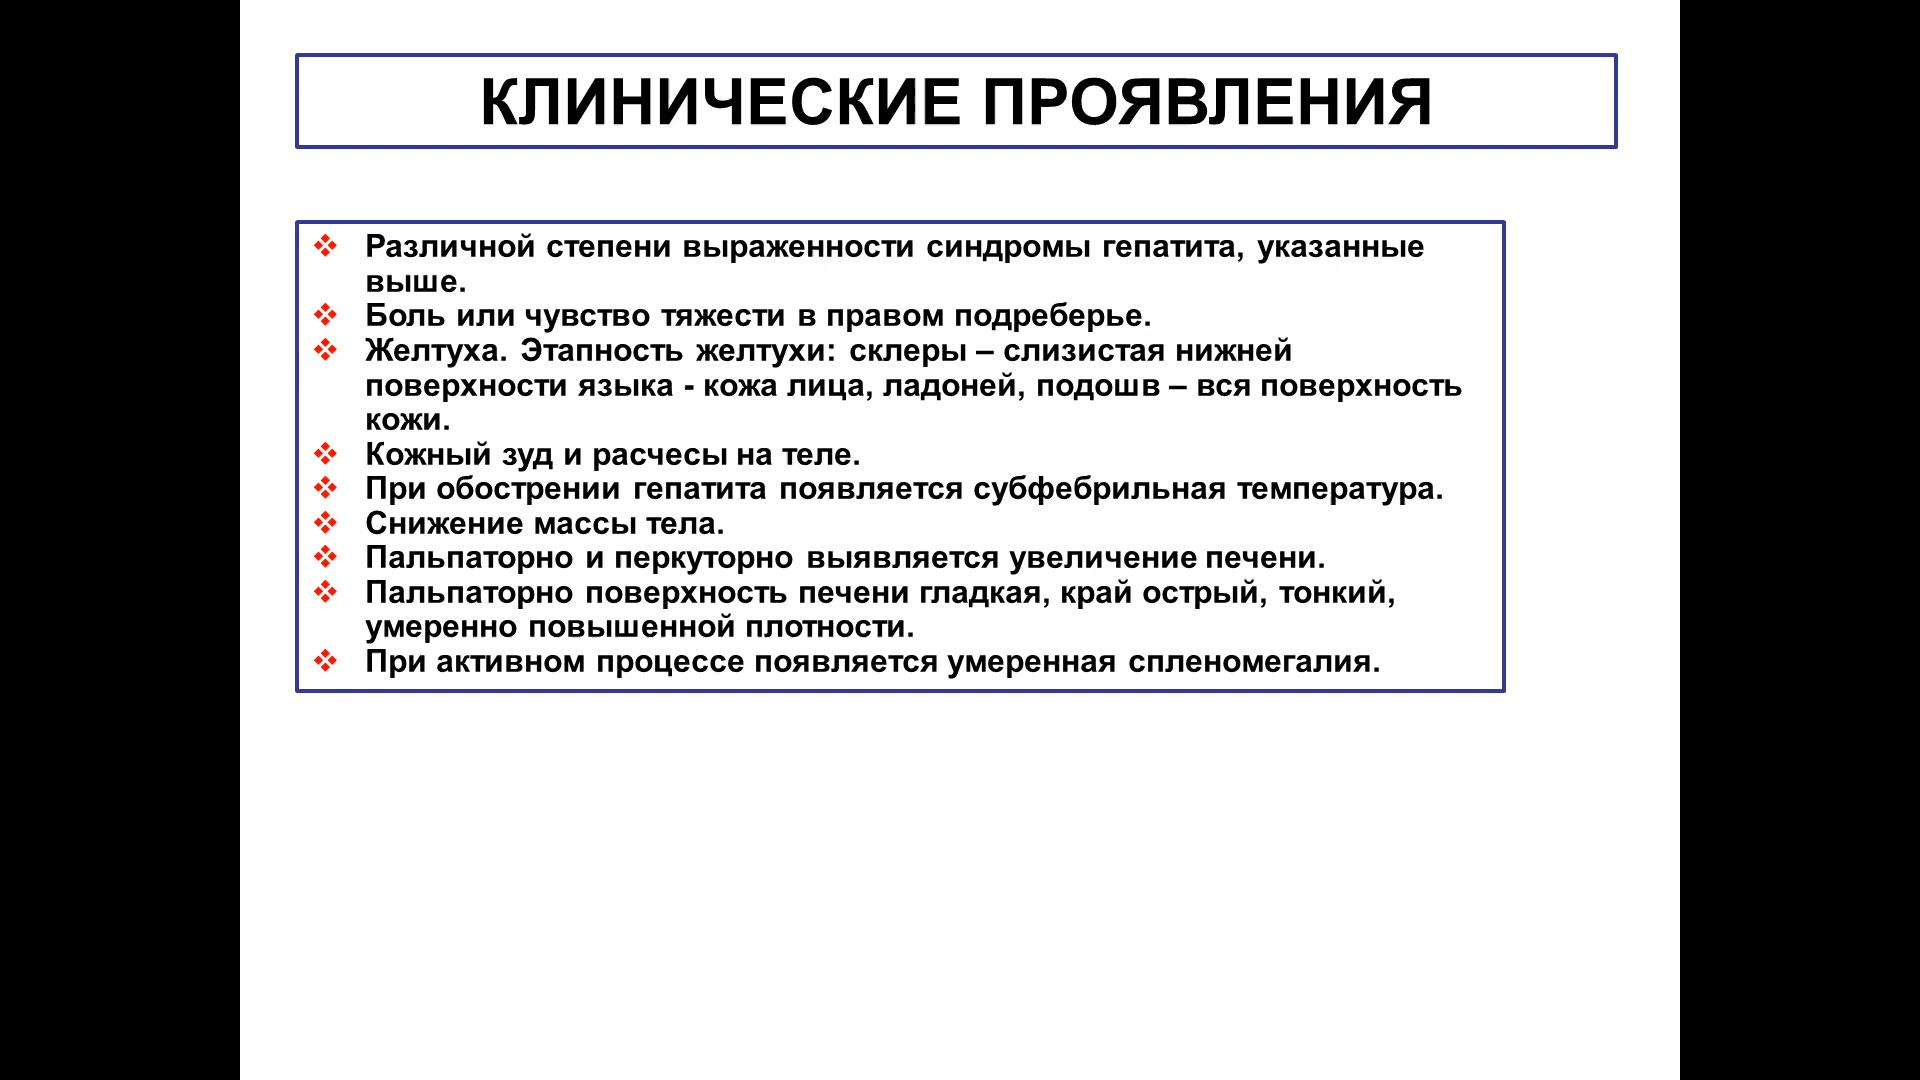 КЛИНИЧЕСКИЕ ПРОЯВЛЕНИЯ
Различной степени выраженности синдромы гепатита, указанные
выше.
Боль или чувство тяжести в правом подреберье.
Желтуха. Этапность желтухи: склеры – слизистая нижней
поверхности языка - кожа лица, ладоней, подошв – вся поверхность
кожи.
Кожный зуд и расчесы на теле.
При обострении гепатита появляется субфебрильная температура.
Снижение массы тела.
Пальпаторно и перкуторно выявляется увеличение печени.
Пальпаторно поверхность печени гладкая, край острый, тонкий,
умеренно повышенной плотности.
При активном процессе появляется умеренная спленомегалия.